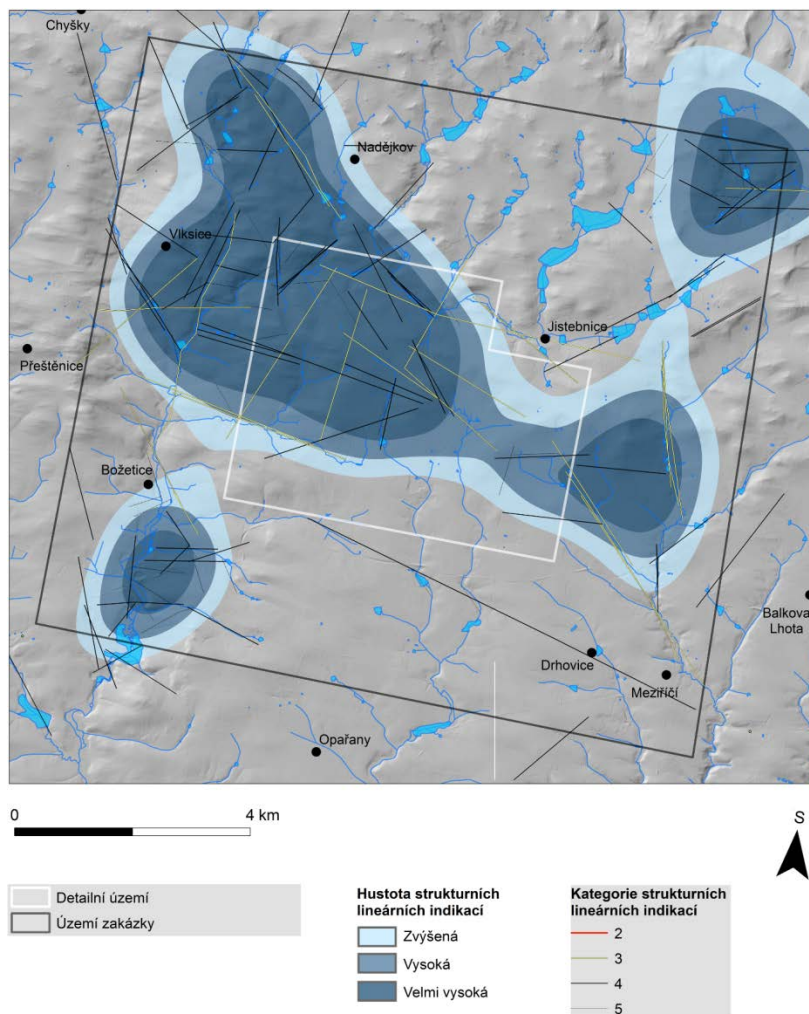 Chyšky
Nadějkov
Vlksice
Jistebnice
Přeštěnice
Božetice
Balkova
Lhota
Drhovice
Meziříčí
Opařany
0
4 km
S
Detailní území
Území zakázky
Hustota strukturních
lineárních indikací
Zvýšená
Vysoká
Velmi vysoká
Kategorie strukturních
lineárních indikací
2
3
4
5